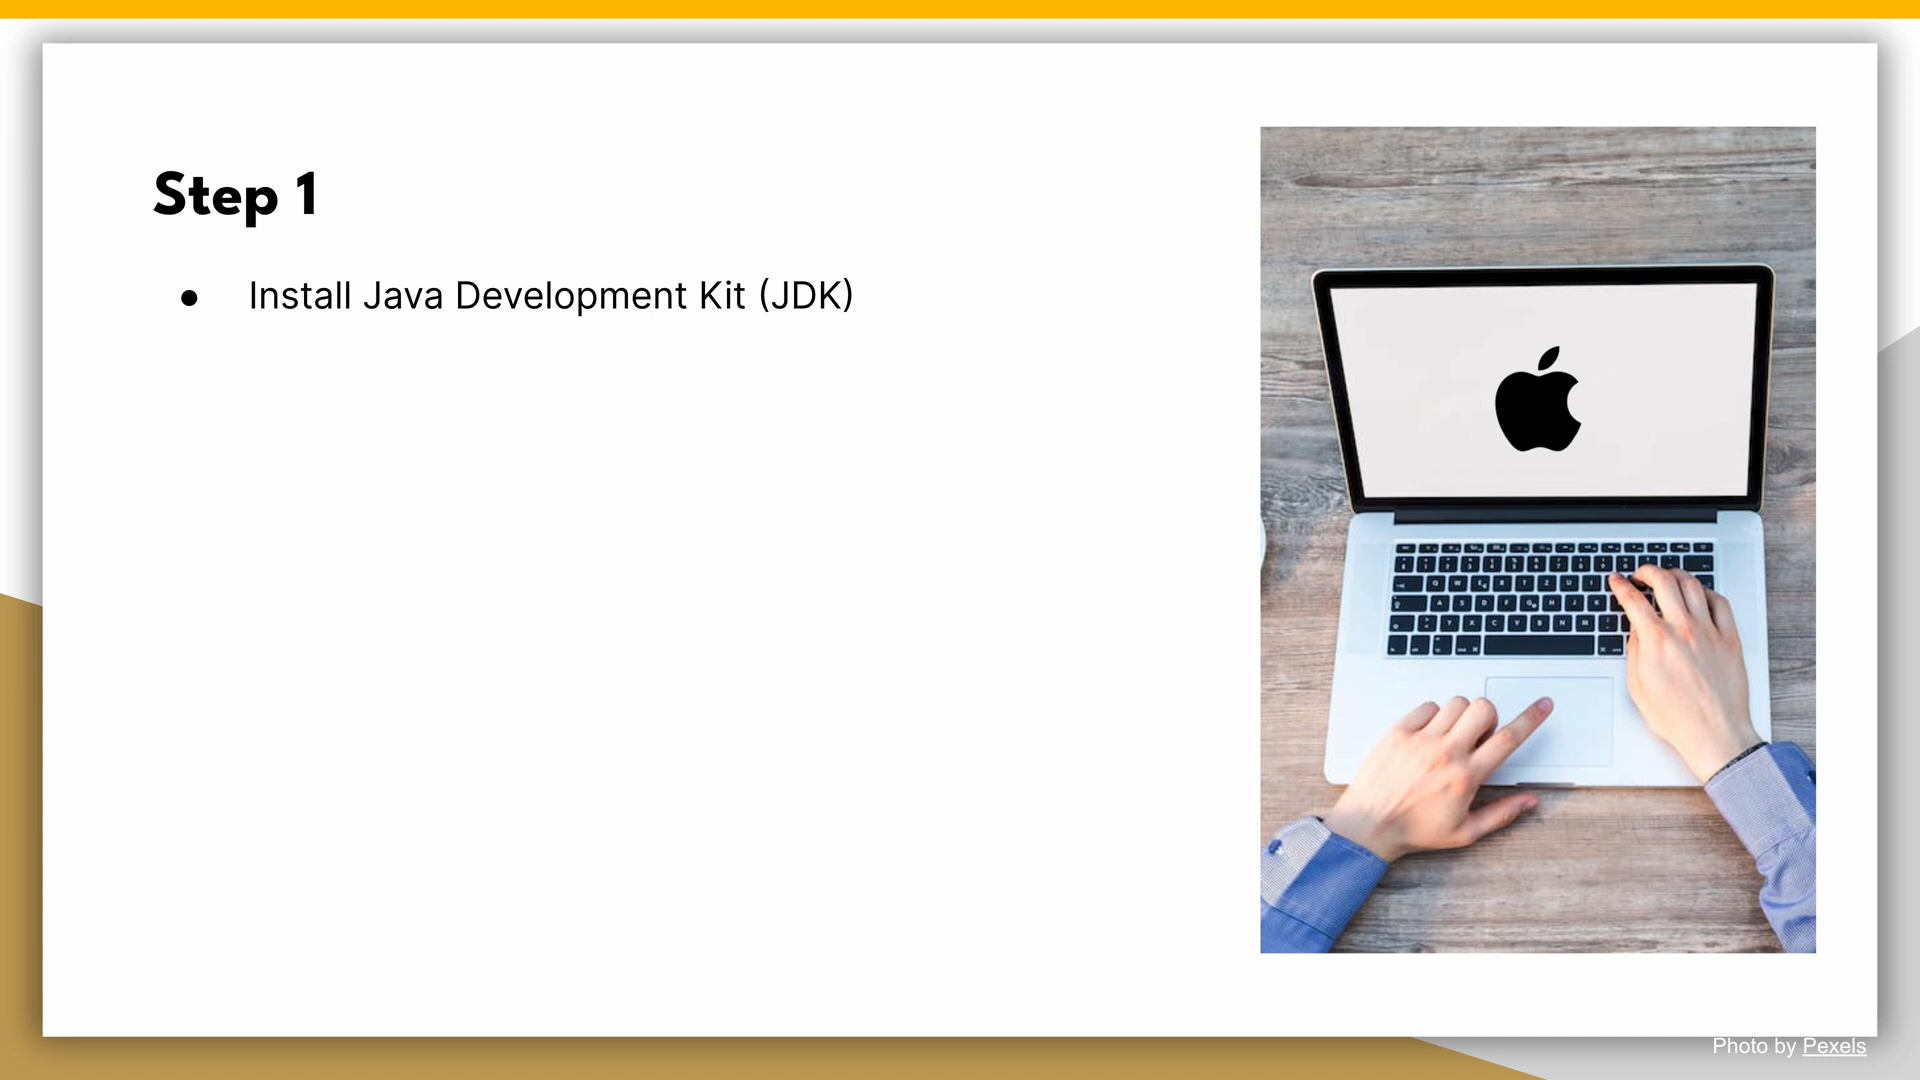 Step 1
● Install Java Development Kit (JDK)
Photo by Pexels